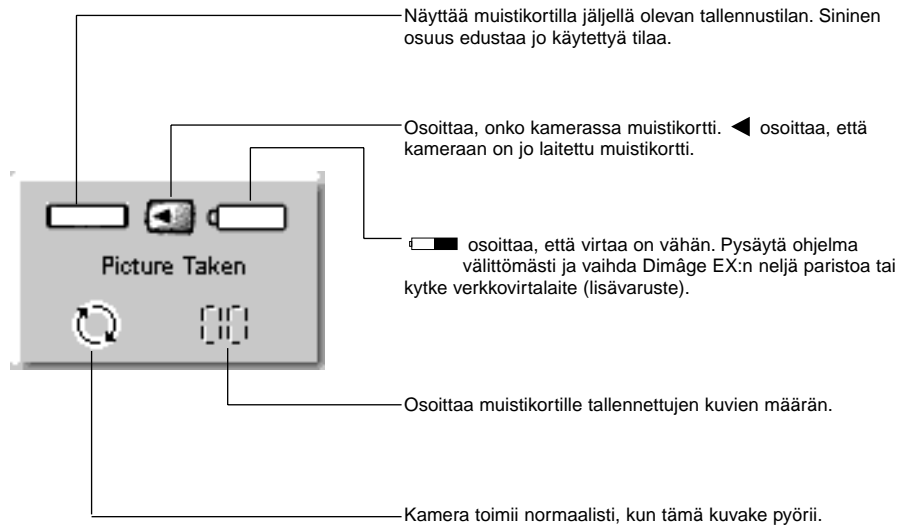 Näyttää muistikortilla jäljellä olevan tallennustilan. Sininen
osuus edustaa jo käytettyä tilaa.
Osoittaa, onko kamerassa muistikortti. ◀ osoittaa, että
kameraan on jo laitettu muistikortti.
osoittaa, että virtaa on vähän. Pysäytä ohjelma
välittömästi ja vaihda Dimâge EX:n neljä paristoa tai
kytke verkkovirtalaite (lisävaruste).
Picture Taken
Osoittaa muistikortille tallennettujen kuvien määrän.
Kamera toimii normaalisti, kun tämä kuvake pyörii.